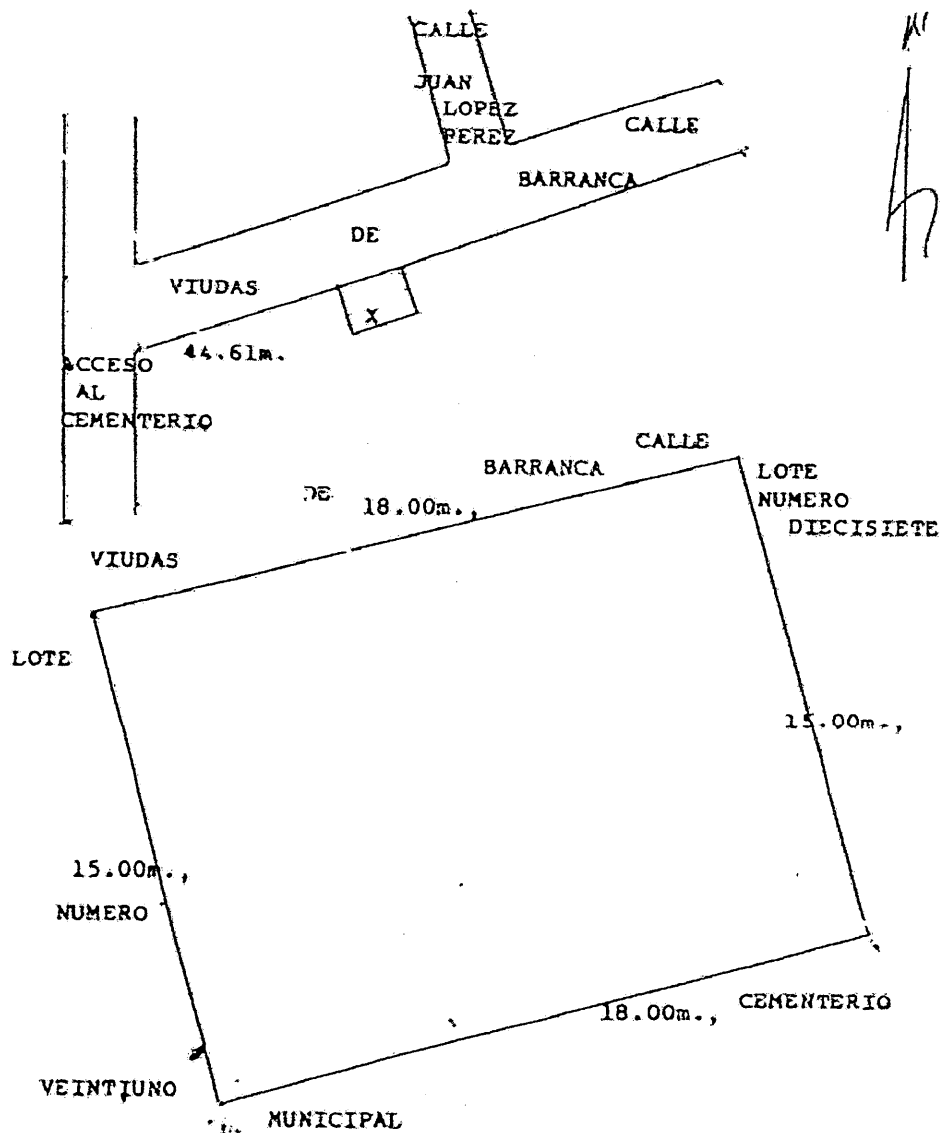 N
CALLE
JUAN
LOPEZ
PEREZ
CALLE
BARRANCA
DE
VIUDAS
X
44.61m.
ACCESO
AL
CEMENTERIO
CALLE
BARRANCA
DE
18.00m.,
VIUDAS
LOTE
NUMERO
DIECISIETE
LOTE
15.00m.,
15.00m.,
NUMERO
CEMENTERIO
18.00m.,
VEINTIUNO
MUNICIPAL